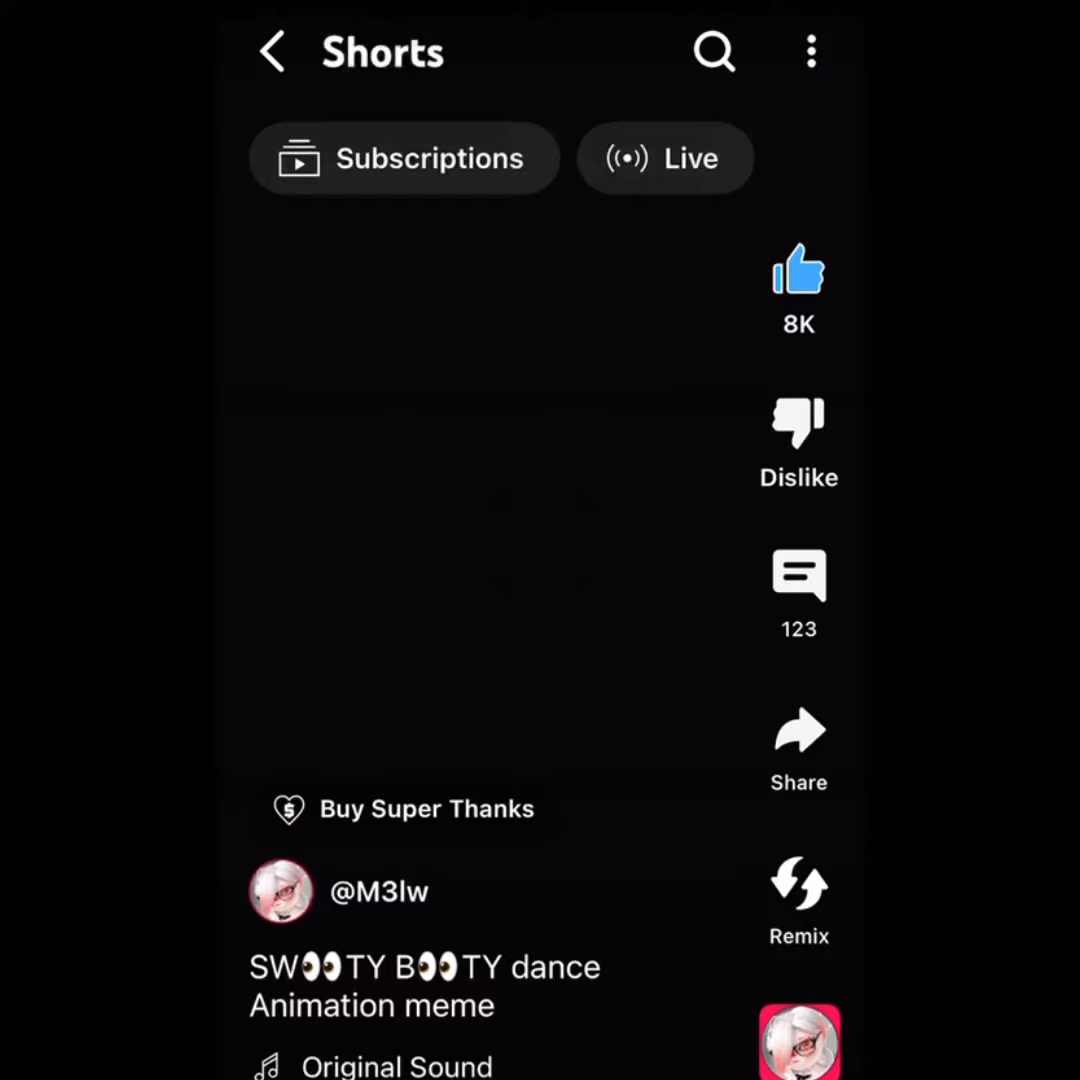 Shorts
Subscriptions
Live
8K
Dislike
123
Share
Buy Super Thanks
@M3lw
Remix
SW👀TY B👀TY dance
Animation meme
Original Sound